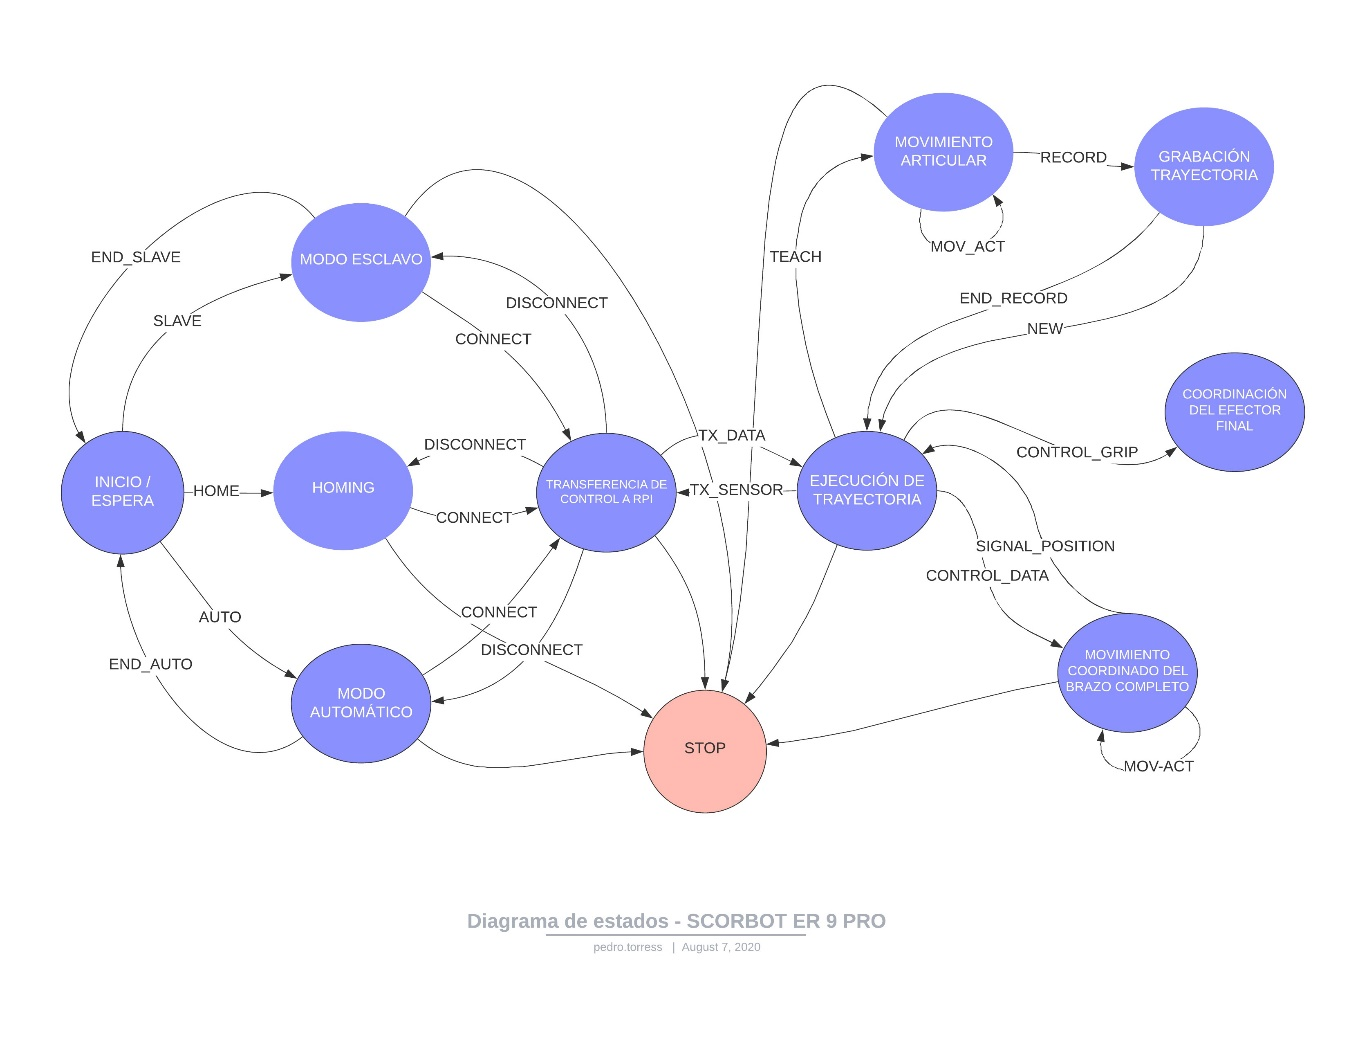 MOVIMIENTO
ARTICULAR
RECORD
GRABACIÓN
TRAYECTORIA
MOV_ACT
END_SLAVE
MODO ESCLAVO
TEACH
SLAVE
DISCONNECT
CONNECT
END_RECORD
NEW
COORDINACIÓN
DEL EFECTOR
FINAL
DISCONNECT
TX_DATA
CONTROL_GRIP
INICIO /
ESPERA
HOME
HOMING
CONNECT
TRANSFERENCIA DE
CONTROL A RPI
TX_SENSOR
EJECUCIÓN DE
TRAYECTORIA
SIGNAL_POSITION
CONTROL_DATA
AUTO
CONNECT
DISCONNECT
END_AUTO
MODO
AUTOMÁTICO
STOP
MOVIMIENTO
COORDINADO DEL
BRAZO COMPLETO
MOV-ACT
Diagrama de estados - SCORBOT ER 9 PRO
pedro.torress | August 7, 2020